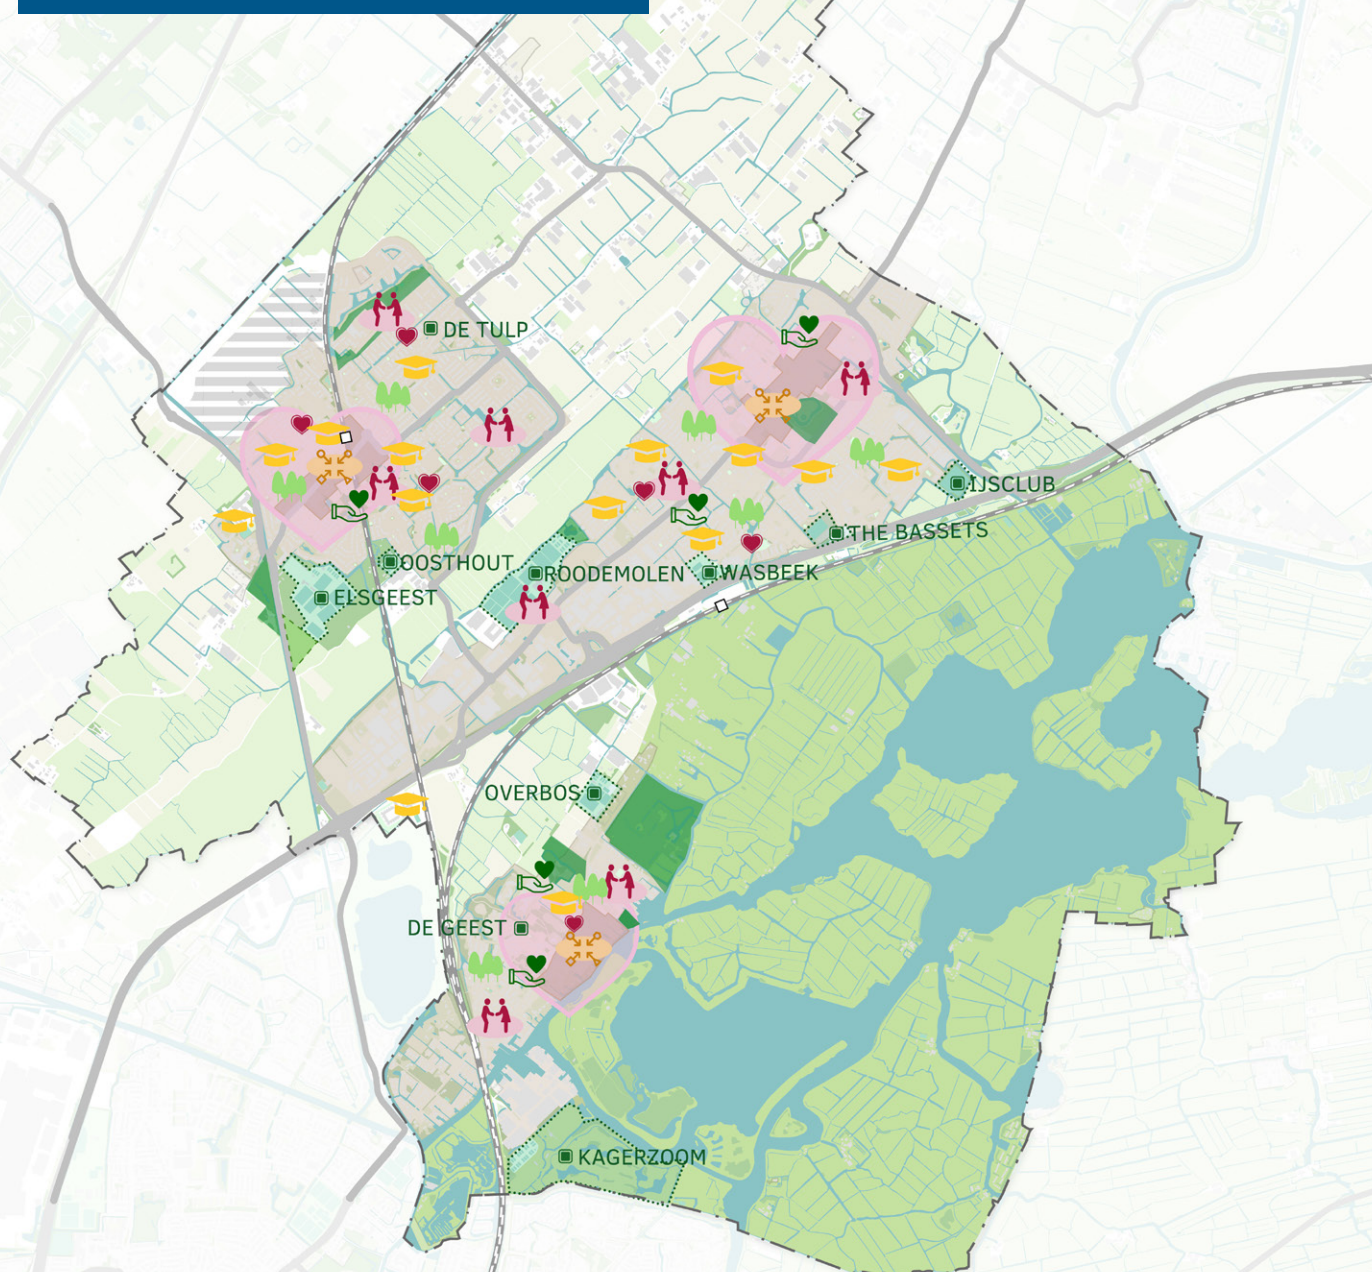 DE TULP
IJSCLUB
THE BASSETS
OOSTHOUT
ROODEMOLEN
WASBEEK
ELSGEEST
OVERBOS
DE GEEST
KAGERZOOM